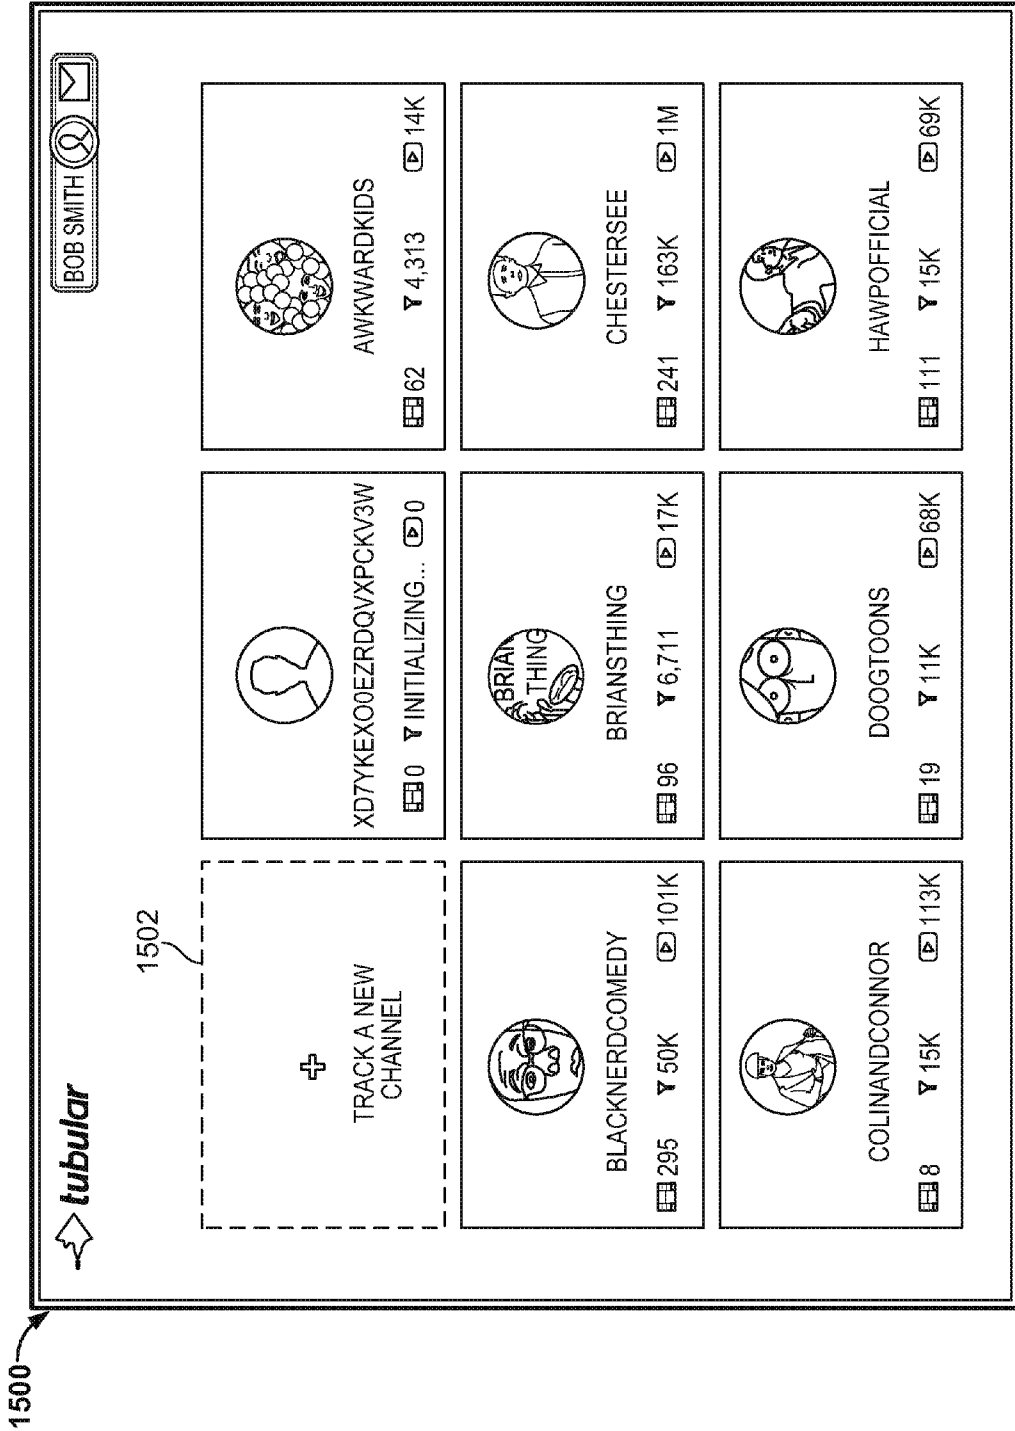 1500
tubular
BOB SMITH
1502
TRACK A NEW
CHANNEL
XD7YKEXO0EZRDQVXPCKV3W
0 INITIALIZING... 0
AWKWARDKIDS
62 4,313 14K
BLACKNERDCOMEDY
295 50K 101K
BRIAN
THING
BRIANSTHING
96 6,711 17K
CHESTERSEE
241 163K 1M
COLINANDCONNOR
8 15K 113K
DOOGTOONS
19 11K 68K
HAWPOFFICIAL
111 15K 69K